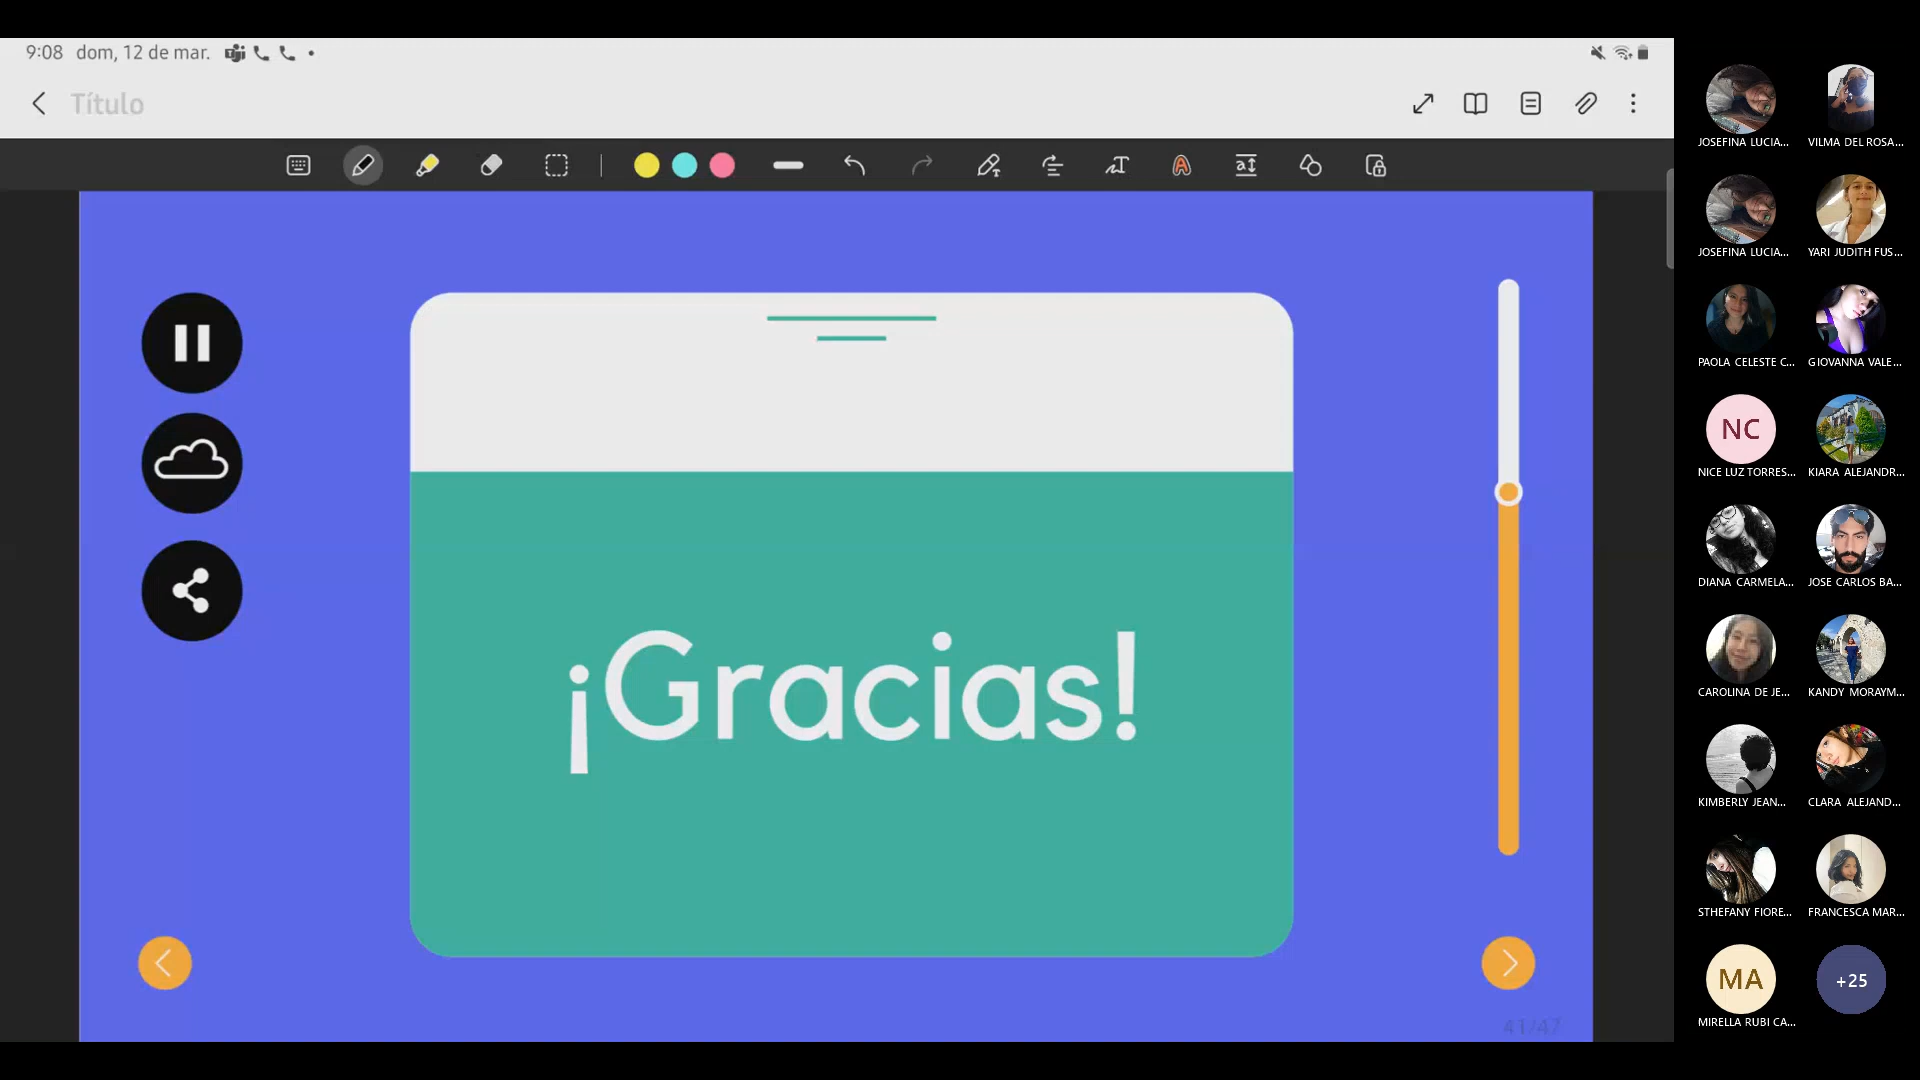 9:08 dom, 12 de mar.
Título
¡Gracias!
41/47
JOSEFINA LUCIA...
VILMA DEL ROSA...
JOSEFINA LUCIA...
YARI JUDITH FUS...
PAOLA CELESTE C...
GIOVANNA VALE...
NC
NICE LUZ TORRES...
KIARA ALEJANDR...
DIANA CARMELA...
JOSE CARLOS BA...
CAROLINA DE JE...
KANDY MORAYM...
KIMBERLY JEAN...
CLARA ALEJAND...
STHEFANY FIORE...
FRANCESCA MAR...
MA
+25
MIRELLA RUBI CA...